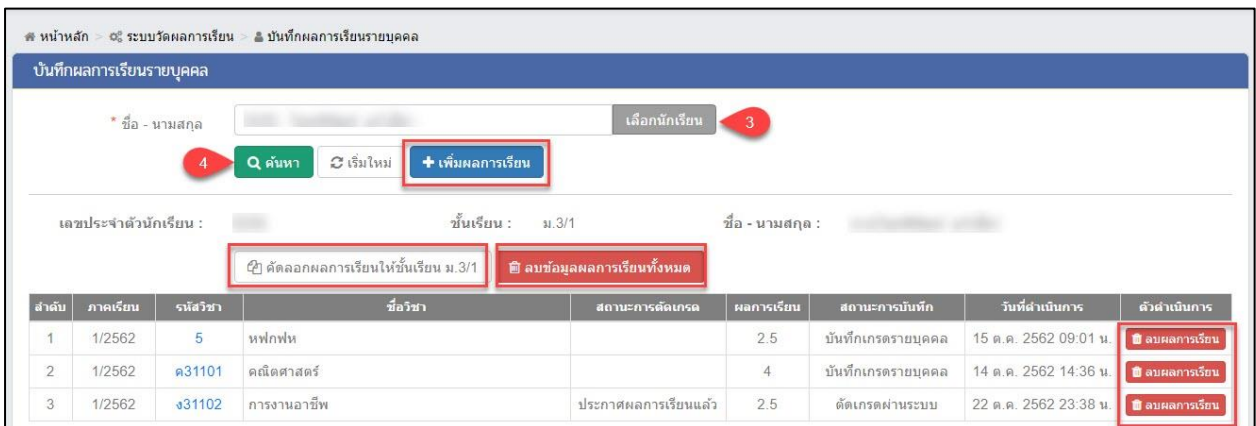 หน้าหลัก > ระบบวัดผลการเรียน > บันทึกผลการเรียนรายบุคคล
บันทึกผลการเรียนรายบุคคล
* ชื่อ - นามสกุล เลือกนักเรียน 3
4 ค้นหา เริ่มใหม่ + เพิ่มผลการเรียน
เลขประจำตัวนักเรียน : ชั้นเรียน : ม.3/1 ชื่อ - นามสกุล :
คัดลอกผลการเรียนให้ชั้นเรียน ม.3/1 ลบข้อมูลผลการเรียนทั้งหมด
ลำดับ ภาคเรียน รหัสวิชา ชื่อวิชา สถานะการตัดเกรด ผลการเรียน สถานะการบันทึก วันที่ดำเนินการ ตัวดำเนินการ
1 1/2562 5 หฟกฟห 2.5 บันทึกเกรดรายบุคคล 15 ต.ค. 2562 09:01 น. ลบผลการเรียน
2 1/2562 ค31101 คณิตศาสตร์ 4 บันทึกเกรดรายบุคคล 14 ต.ค. 2562 14:36 น. ลบผลการเรียน
3 1/2562 ง31102 การงานอาชีพ ประกาศผลการเรียนแล้ว 2.5 ตัดเกรดผ่านระบบ 22 ต.ค. 2562 23:38 น. ลบผลการเรียน